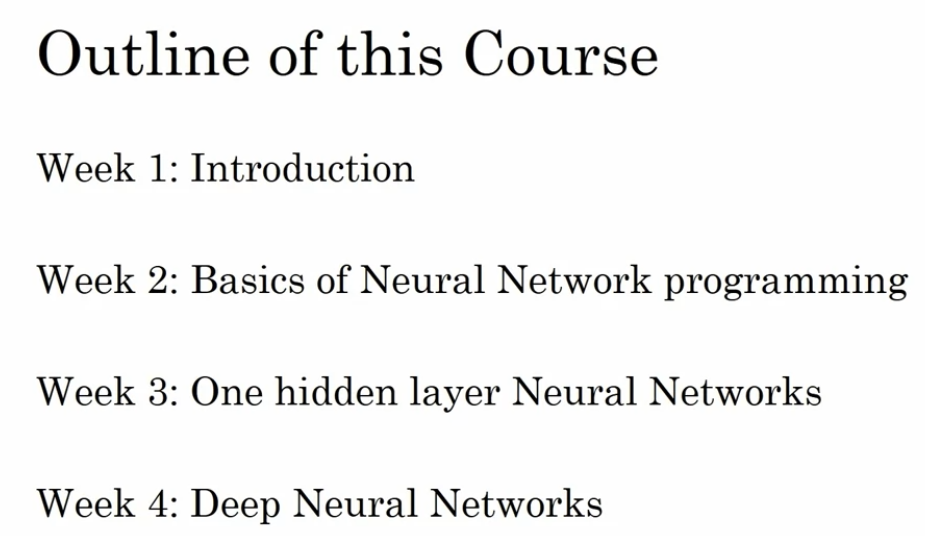 Outline of this Course
Week 1: Introduction
Week 2: Basics of Neural Network programming
Week 3: One hidden layer Neural Networks
Week 4: Deep Neural Networks